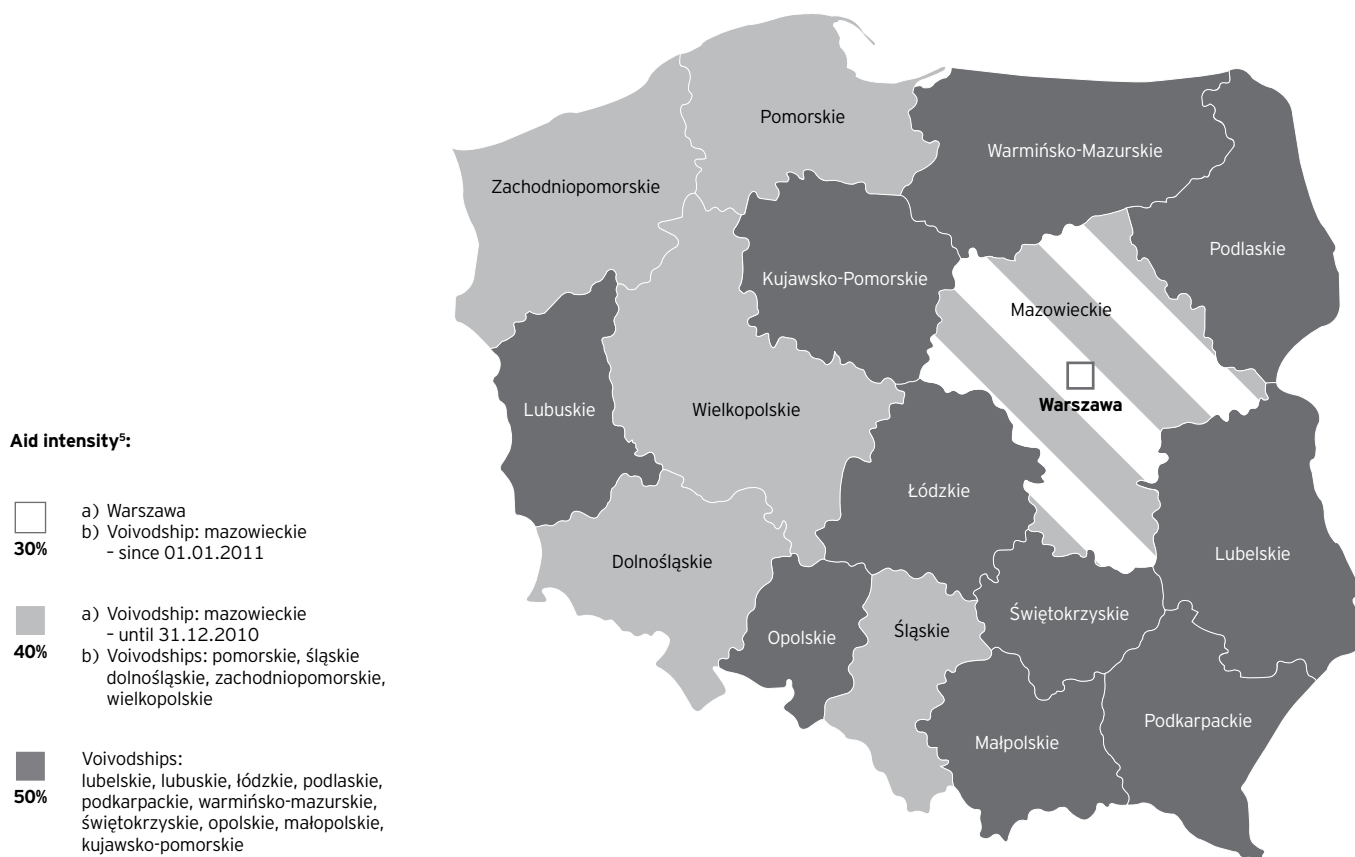 Pomorskie
Warmińsko-Mazurskie
Zachodniopomorskie
Podlaskie
Kujawsko-Pomorskie
Mazowieckie
Warszawa
Lubuskie
Wielkopolskie
Łódzkie
Dolnośląskie
Lubelskie
Świętokrzyskie
Opolskie
Śląskie
Podkarpackie
Małpolskie
Aid intensity⁵:
30%
a) Warszawa
b) Voivodship: mazowieckie
- since 01.01.2011
40%
a) Voivodship: mazowieckie
- until 31.12.2010
b) Voivodships: pomorskie, śląskie
dolnośląskie, zachodniopomorskie,
wielkopolskie
50%
Voivodships:
lubelskie, lubuskie, łódzkie, podlaskie,
podkarpackie, warmińsko-mazurskie,
świętokrzyskie, opolskie, małopolskie,
kujawsko-pomorskie